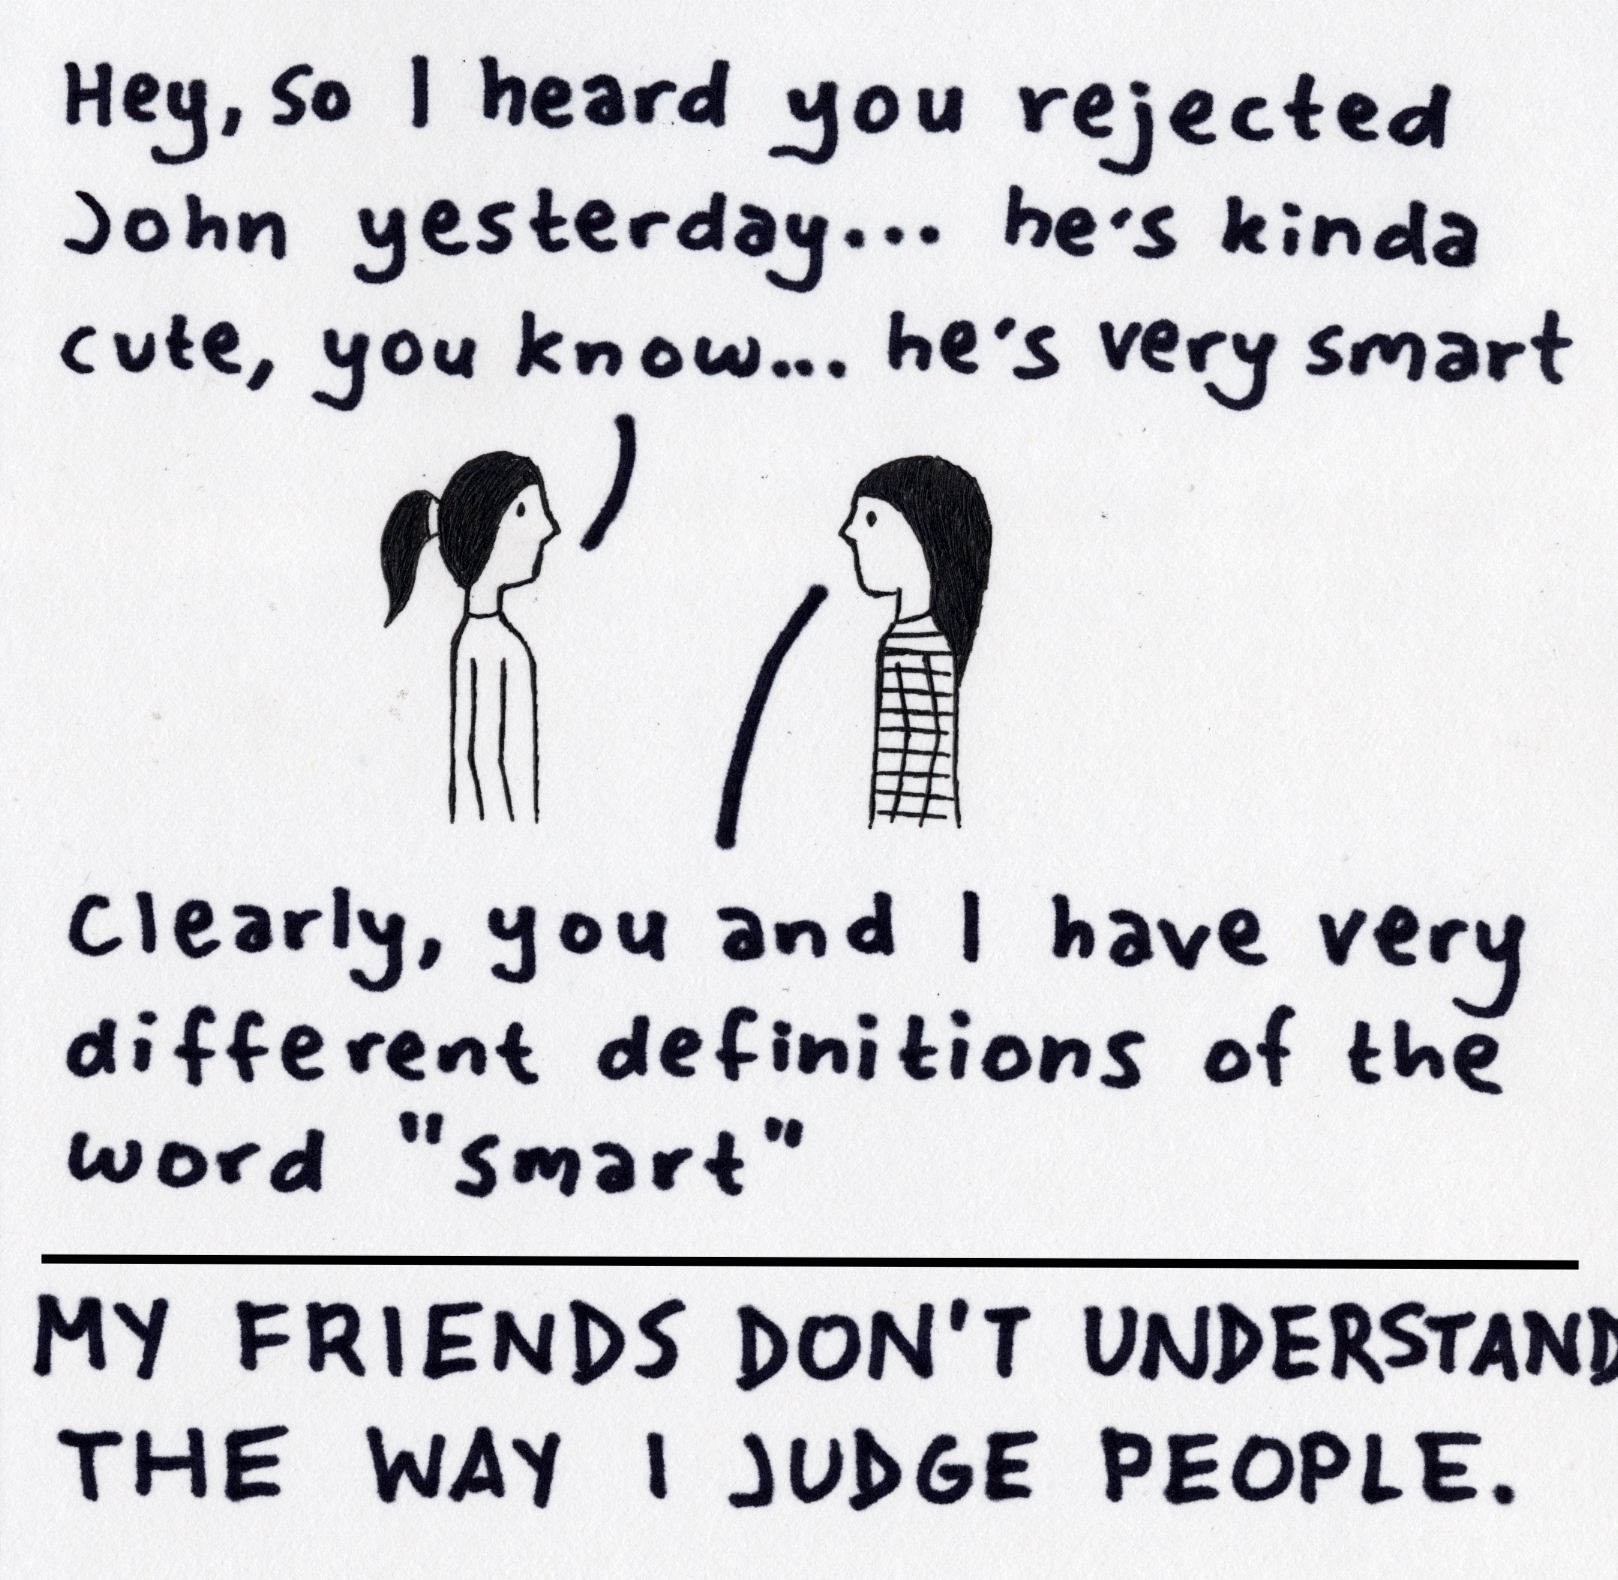 Hey, so I heard you rejected
John yesterday... he's kinda
cute, you know... he's very smart
Clearly, you and I have very
different definitions of the
word "smart"
MY FRIENDS DON'T UNDERSTAND
THE WAY I JUDGE PEOPLE.